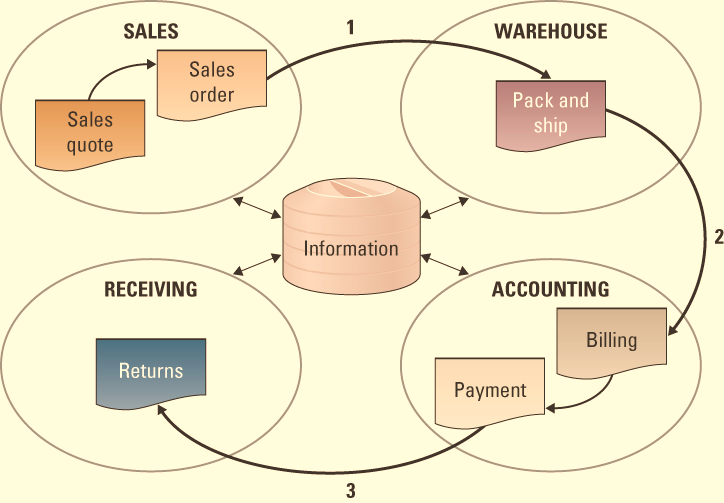 SALES
1
WAREHOUSE
Sales
order
Sales
quote
Pack and
ship
2
Information
RECEIVING
ACCOUNTING
Returns
Billing
Payment
3